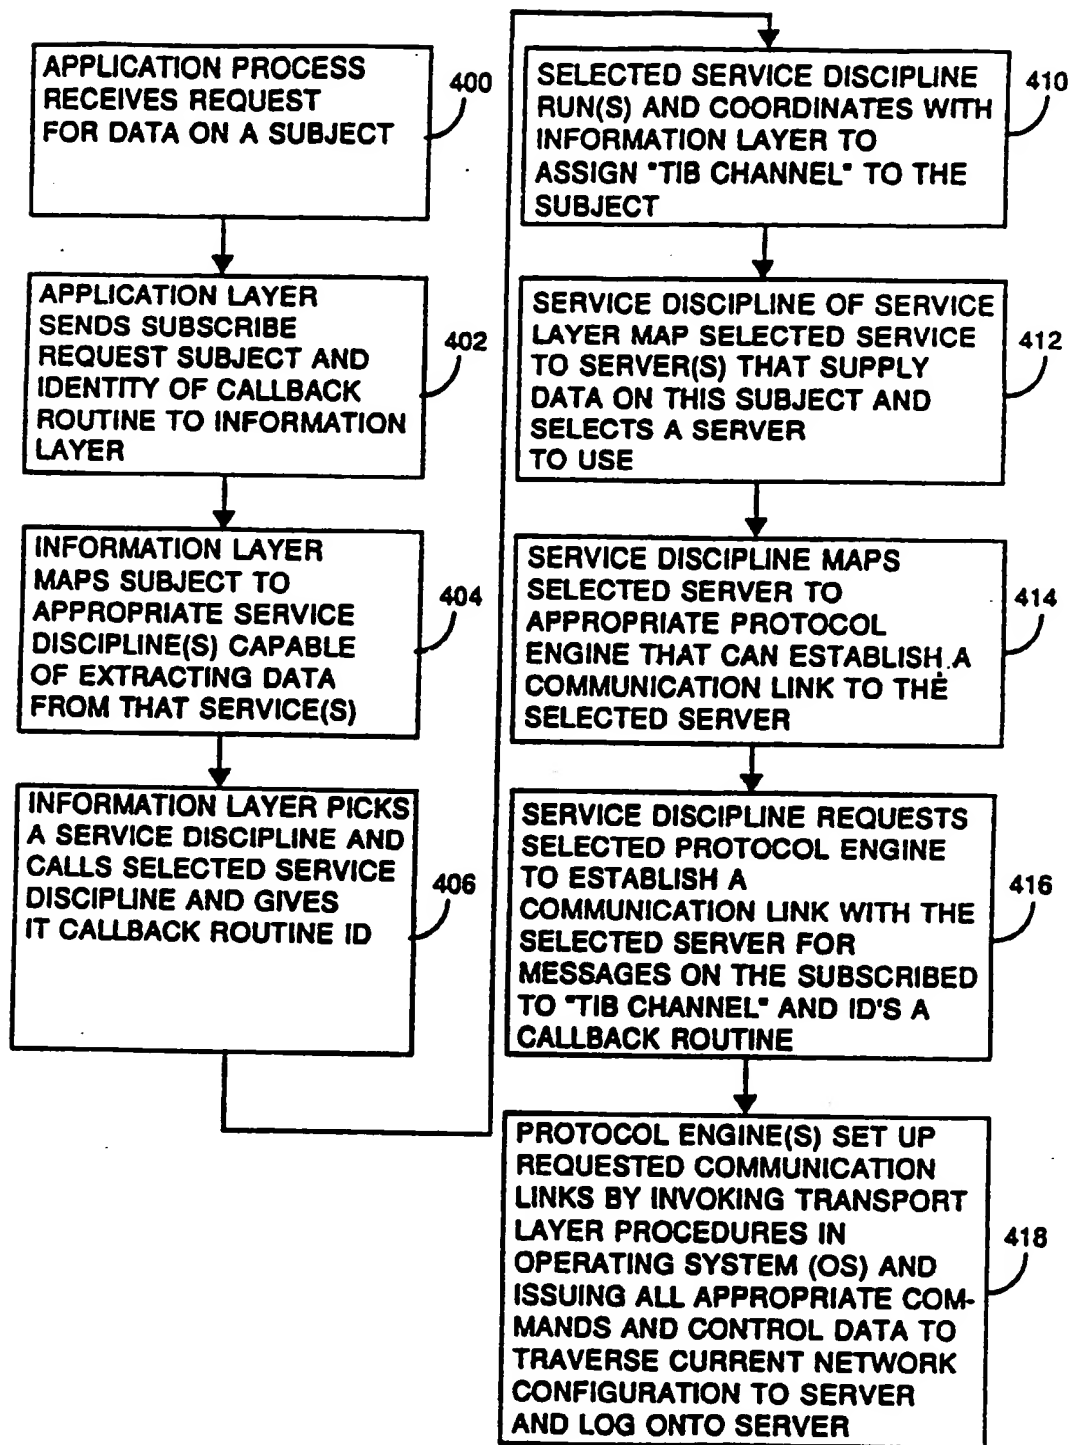 APPLICATION PROCESS
RECEIVES REQUEST
FOR DATA ON A SUBJECT
400
APPLICATION LAYER
SENDS SUBSCRIBE
REQUEST SUBJECT AND
IDENTITY OF CALLBACK
ROUTINE TO INFORMATION
LAYER
402
INFORMATION LAYER
MAPS SUBJECT TO
APPROPRIATE SERVICE
DISCIPLINE(S) CAPABLE
OF EXTRACTING DATA
FROM THAT SERVICE(S)
404
INFORMATION LAYER PICKS
A SERVICE DISCIPLINE AND
CALLS SELECTED SERVICE
DISCIPLINE AND GIVES
IT CALLBACK ROUTINE ID
406
SELECTED SERVICE DISCIPLINE
RUN(S) AND COORDINATES WITH
INFORMATION LAYER TO
ASSIGN "TIB CHANNEL" TO THE
SUBJECT
410
SERVICE DISCIPLINE OF SERVICE
LAYER MAP SELECTED SERVICE
TO SERVER(S) THAT SUPPLY
DATA ON THIS SUBJECT AND
SELECTS A SERVER
TO USE
412
SERVICE DISCIPLINE MAPS
SELECTED SERVER TO
APPROPRIATE PROTOCOL
ENGINE THAT CAN ESTABLISH A
COMMUNICATION LINK TO THE
SELECTED SERVER
414
SERVICE DISCIPLINE REQUESTS
SELECTED PROTOCOL ENGINE
TO ESTABLISH A
COMMUNICATION LINK WITH THE
SELECTED SERVER FOR
MESSAGES ON THE SUBSCRIBED
TO "TIB CHANNEL" AND ID'S A
CALLBACK ROUTINE
416
PROTOCOL ENGINE(S) SET UP
REQUESTED COMMUNICATION
LINKS BY INVOKING TRANSPORT
LAYER PROCEDURES IN
OPERATING SYSTEM (OS) AND
ISSUING ALL APPROPRIATE COM-
MANDS AND CONTROL DATA TO
TRAVERSE CURRENT NETWORK
CONFIGURATION TO SERVER
AND LOG ONTO SERVER
418